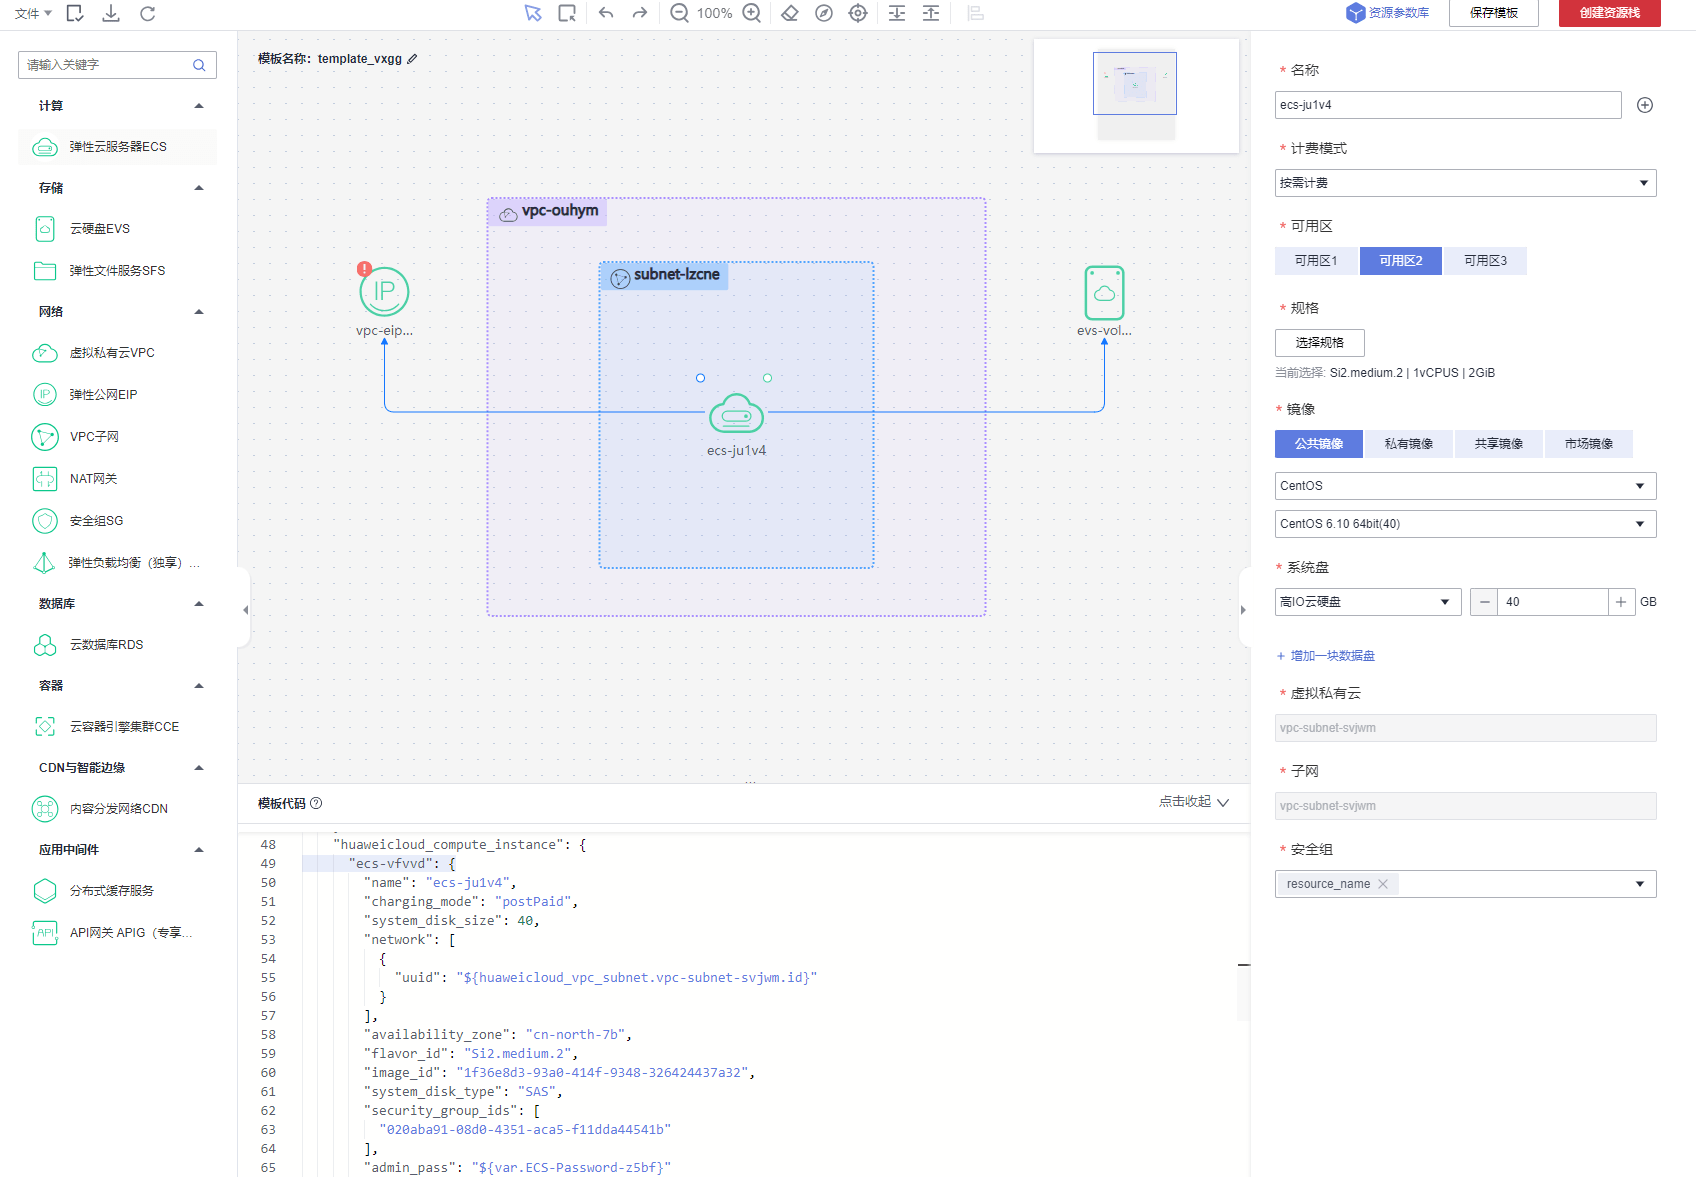 文件
100%
资源参数库
保存模板
创建资源栈
请输入关键字
计算
弹性云服务器ECS
存储
云硬盘EVS
弹性文件服务SFS
网络
虚拟私有云VPC
IP
弹性公网EIP
VPC子网
NAT网关
安全组SG
弹性负载均衡（独享）...
数据库
云数据库RDS
容器
云容器引擎集群CCE
CDN与智能边缘
内容分发网络CDN
应用中间件
分布式缓存服务
API
API网关 APIG（专享...
模板名称: template_vxgg
vpc-ouhym
subnet-lzcne
IP
vpc-eip...
evs-vol...
ecs-ju1v4
模板代码
点击收起
48 "huaweicloud_compute_instance": {
49 "ecs-vfvvd": {
50 "name": "ecs-ju1v4",
51 "charging_mode": "postPaid",
52 "system_disk_size": 40,
53 "network": [
54 {
55 "uuid": "${huaweicloud_vpc_subnet.vpc-subnet-svjwm.id}"
56 }
57 ],
58 "availability_zone": "cn-north-7b",
59 "flavor_id": "Si2.medium.2",
60 "image_id": "1f36e8d3-93a0-414f-9348-326424437a32",
61 "system_disk_type": "SAS",
62 "security_group_ids": [
63 "020aba91-08d0-4351-aca5-f11dda44541b"
64 ],
65 "admin_pass": "${var.ECS-Password-z5bf}"
* 名称
ecs-ju1v4
* 计费模式
按需计费
* 可用区
可用区1 可用区2 可用区3
* 规格
选择规格
当前选择: Si2.medium.2 | 1vCPUS | 2GiB
* 镜像
公共镜像 私有镜像 共享镜像 市场镜像
CentOS
CentOS 6.10 64bit(40)
* 系统盘
高IO云硬盘 － 40 ＋ GB
+ 增加一块数据盘
* 虚拟私有云
vpc-subnet-svjwm
* 子网
vpc-subnet-svjwm
* 安全组
resource_name ×